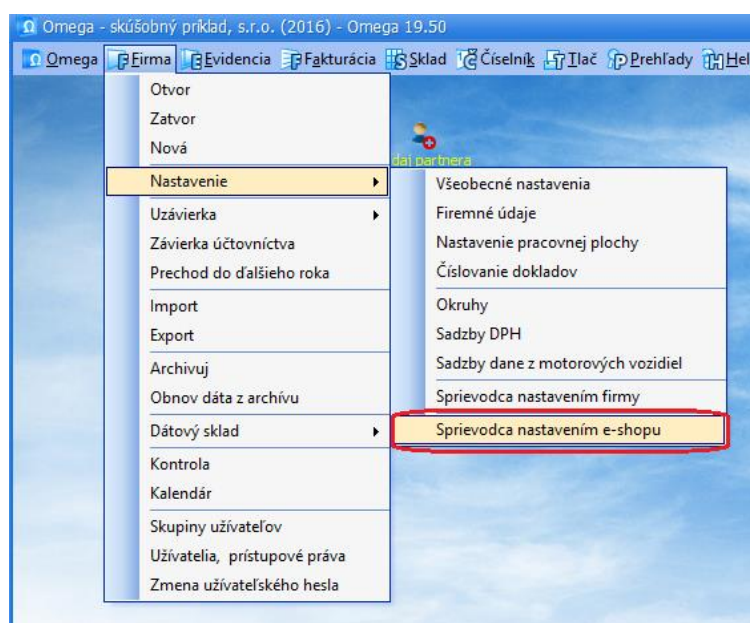 Omega - skúšobný príklad, s.r.o. (2016) - Omega 19.50
Omega Firma Evidencia Fakturácia Sklad Číselník Tlač Prehľady Hel
Otvor
Zatvor
Nová
daj partnera
Nastavenie
Všeobecné nastavenia
Uzávierka
Firemné údaje
Závierka účtovníctva
Nastavenie pracovnej plochy
Prechod do ďalšieho roka
Číslovanie dokladov
Import
Okruhy
Export
Sadzby DPH
Archivuj
Sadzby dane z motorových vozidiel
Obnov dáta z archívu
Sprievodca nastavením firmy
Dátový sklad
Sprievodca nastavením e-shopu
Kontrola
Kalendár
Skupiny užívateľov
Užívatelia, prístupové práva
Zmena užívateľského hesla